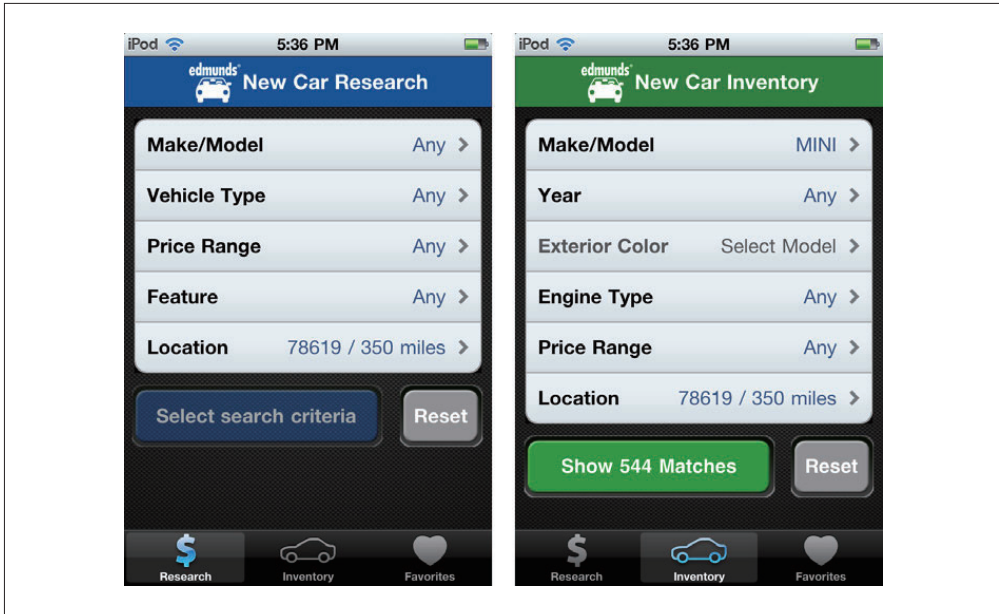 iPod 5:36 PM
edmunds®
New Car Research
Make/Model Any >
Vehicle Type Any >
Price Range Any >
Feature Any >
Location 78619 / 350 miles >
Select search criteria Reset
Research Inventory Favorites
iPod 5:36 PM
edmunds®
New Car Inventory
Make/Model MINI >
Year Any >
Exterior Color Select Model >
Engine Type Any >
Price Range Any >
Location 78619 / 350 miles >
Show 544 Matches Reset
Research Inventory Favorites